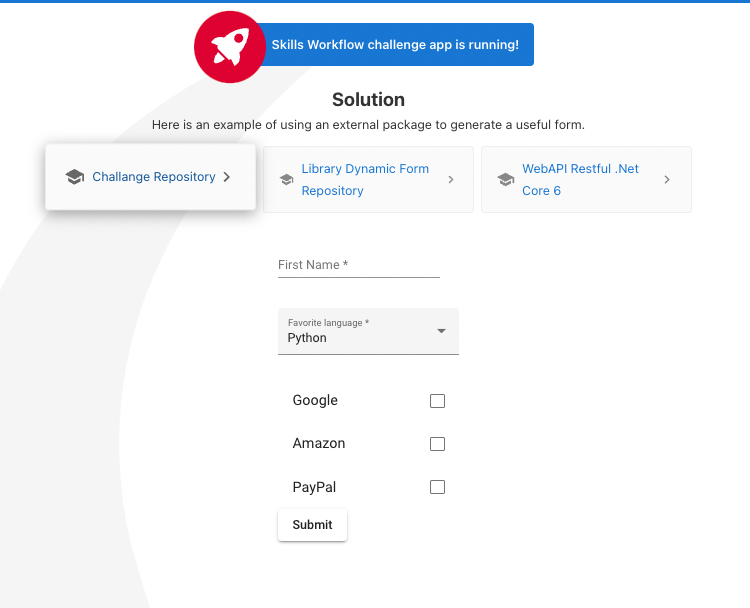 Skills Workflow challenge app is running!
Solution
Here is an example of using an external package to generate a useful form.
Challange Repository
Library Dynamic Form
Repository
WebAPI Restful .Net
Core 6
First Name *
Favorite language *
Python
Google
Amazon
PayPal
Submit